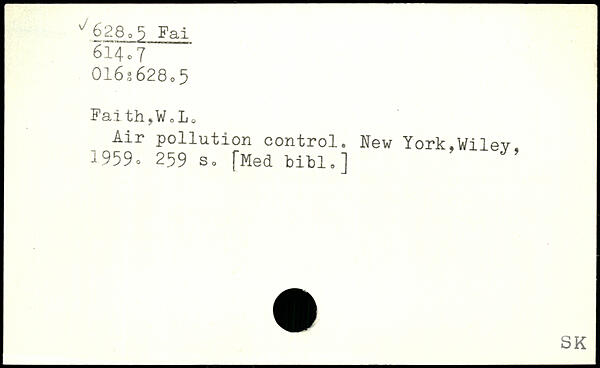 ✓ 628.5 Fai
614.7
016:628.5
Faith,W.L.
Air pollution control. New York,Wiley,
1959. 259 s. [Med bibl.]
SK